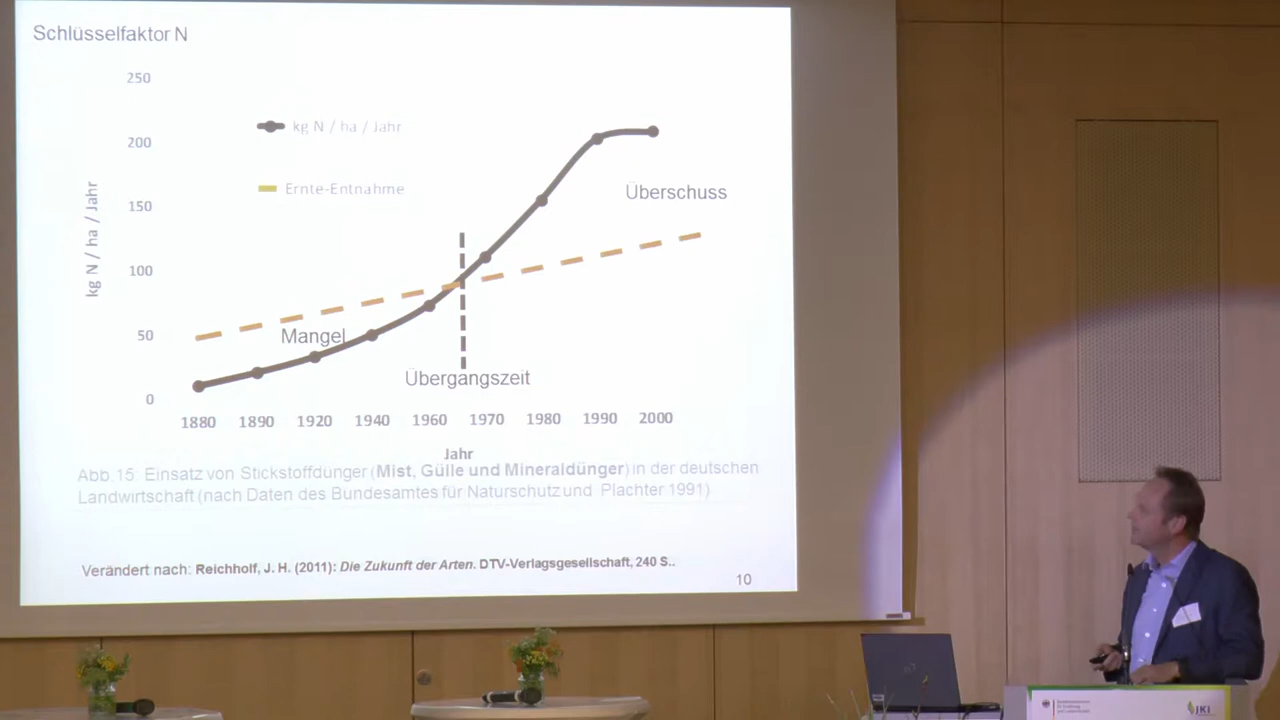 Schlüsselfaktor N
250
200
150
100
50
0
kg N / ha / Jahr
kg N / ha / Jahr
Ernte-Entnahme
Überschuss
Mangel
Übergangszeit
1880 1890 1920 1940 1960 1970 1980 1990 2000
Jahr
Abb.15: Einsatz von Stickstoffdünger (Mist, Gülle und Mineraldünger) in der deutschen
Landwirtschaft (nach Daten des Bundesamtes für Naturschutz und Plachter 1991)
Verändert nach: Reichholf, J. H. (2011): Die Zukunft der Arten. DTV-Verlagsgesellschaft, 240 S..
10
JKI